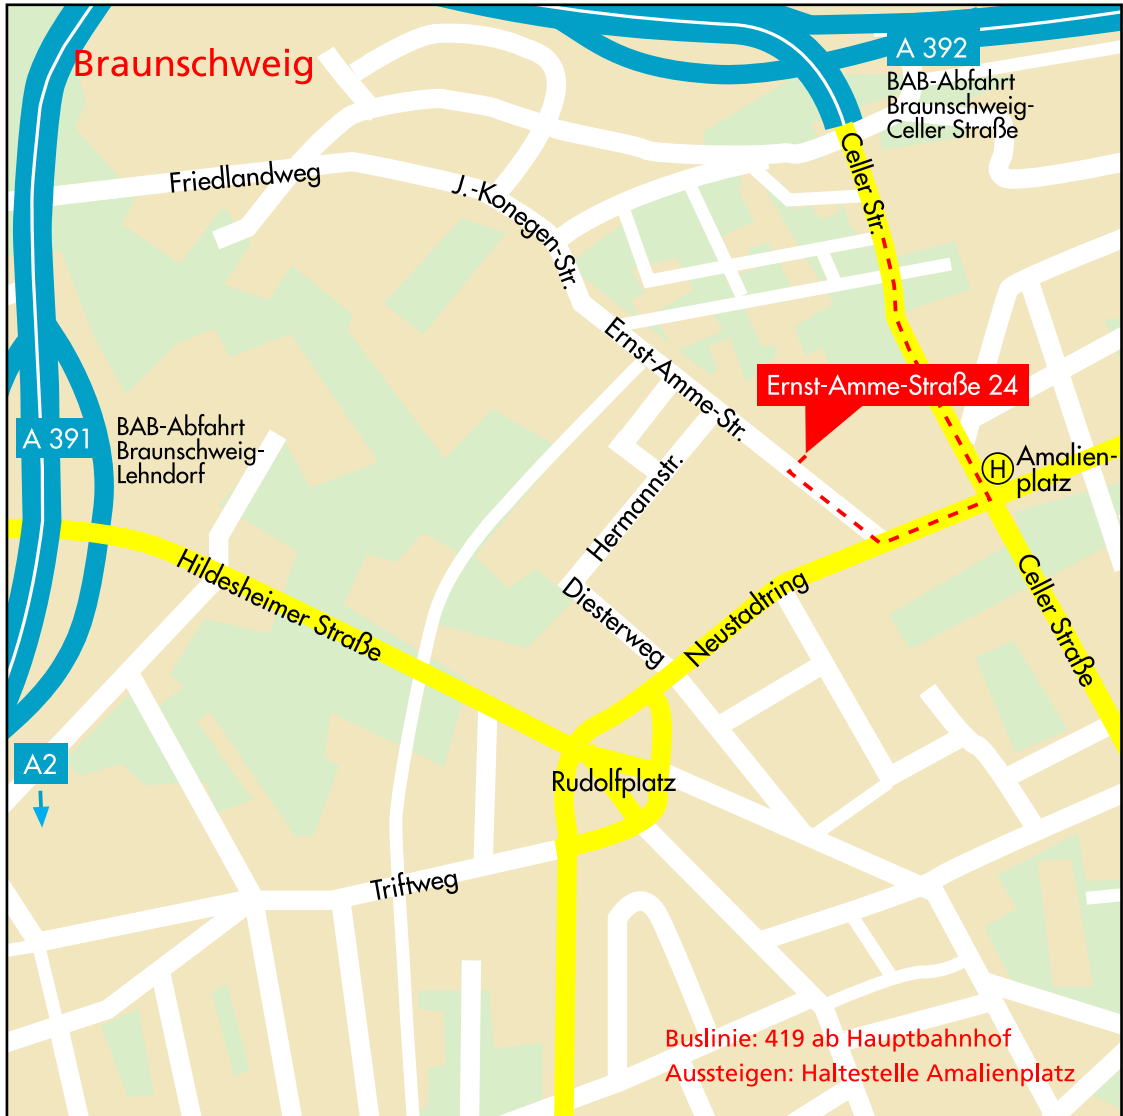 Braunschweig
A 392
BAB-Abfahrt
Braunschweig-
Celler Straße
Celler Str.
Friedlandweg
J.-Konegen-Str.
Ernst-Amme-Str.
Ernst-Amme-Straße 24
A 391
BAB-Abfahrt
Braunschweig-
Lehndorf
H
Amalien-
platz
Hermannstr.
Hildesheimer Straße
Diesterweg
Neustadtring
Celler Straße
A2
Rudolfplatz
Triftweg
Buslinie: 419 ab Hauptbahnhof
Aussteigen: Haltestelle Amalienplatz